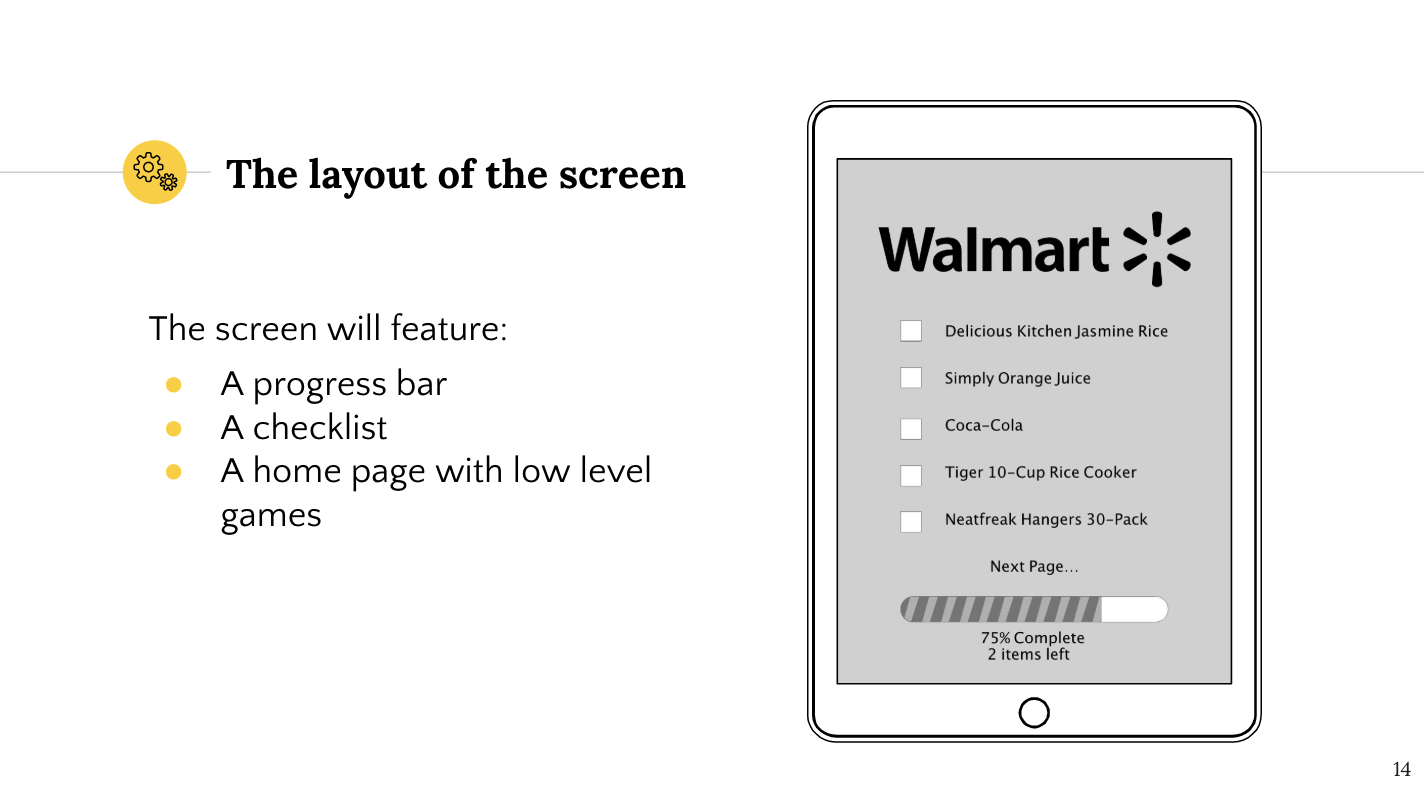 The layout of the screen
The screen will feature:
● A progress bar
● A checklist
● A home page with low level
games
Walmart
Delicious Kitchen Jasmine Rice
Simply Orange Juice
Coca-Cola
Tiger 10-Cup Rice Cooker
Neatfreak Hangers 30-Pack
Next Page...
75% Complete
2 items left
14